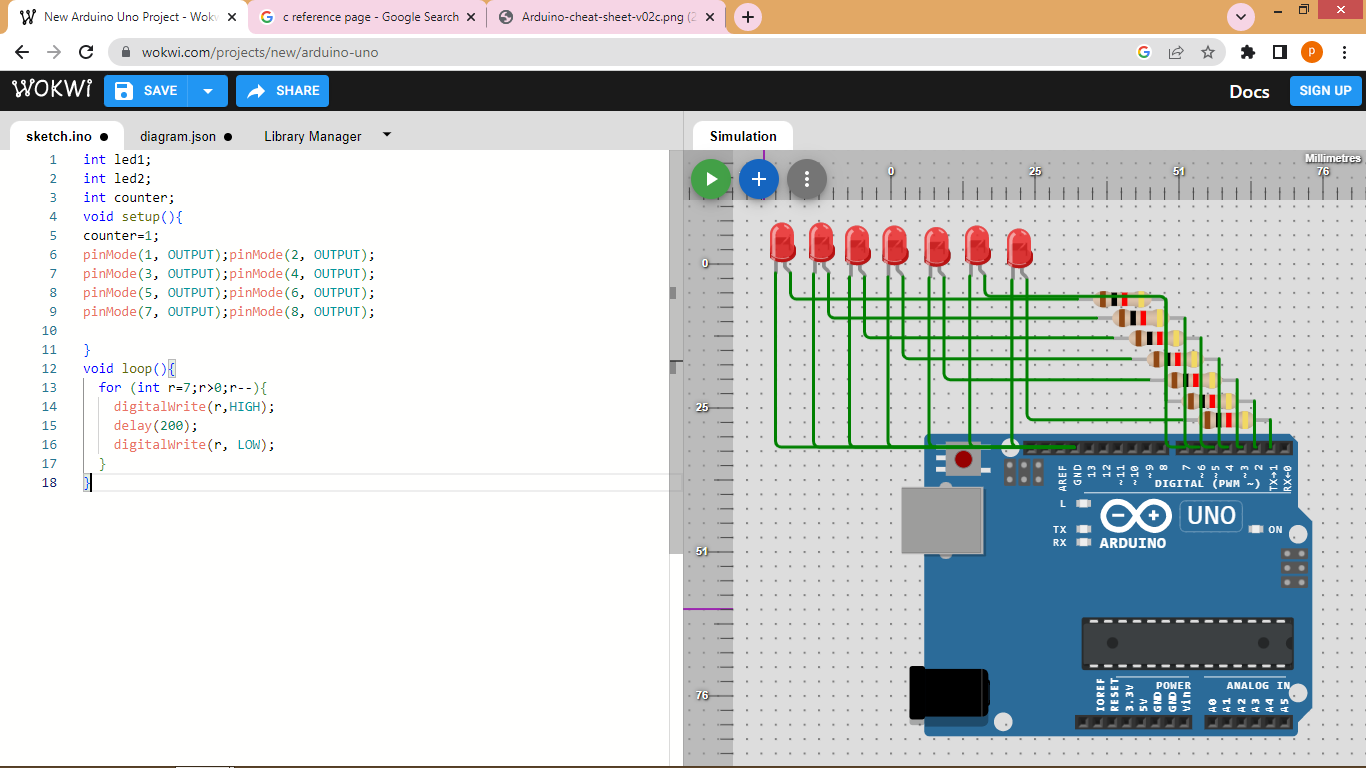 New Arduino Uno Project - Wokw
c reference page - Google Search
Arduino-cheat-sheet-v02c.png (2
wokwi.com/projects/new/arduino-uno
P
WOKWi
SAVE
SHARE
Docs
SIGN UP
sketch.ino
diagram.json
Library Manager
Simulation
1 int led1;
2 int led2;
3 int counter;
4 void setup(){
5 counter=1;
6 pinMode(1, OUTPUT);pinMode(2, OUTPUT);
7 pinMode(3, OUTPUT);pinMode(4, OUTPUT);
8 pinMode(5, OUTPUT);pinMode(6, OUTPUT);
9 pinMode(7, OUTPUT);pinMode(8, OUTPUT);
10
11 }
12 void loop(){
13 for (int r=7;r>0;r--){
14 digitalWrite(r,HIGH);
15 delay(200);
16 digitalWrite(r, LOW);
17 }
18 }
Millimetres
0 25 51 76
0
25
51
76
AREF GND 13 12 ~11 ~10 ~9 8 7 ~6 ~5 4 ~3 2 TX→1 RX←0
DIGITAL (PWM ~)
L
TX
RX
UNO
ARDUINO
ON
IOREF RESET 3.3V 5V GND GND Vin
POWER
ANALOG IN
A0 A1 A2 A3 A4 A5